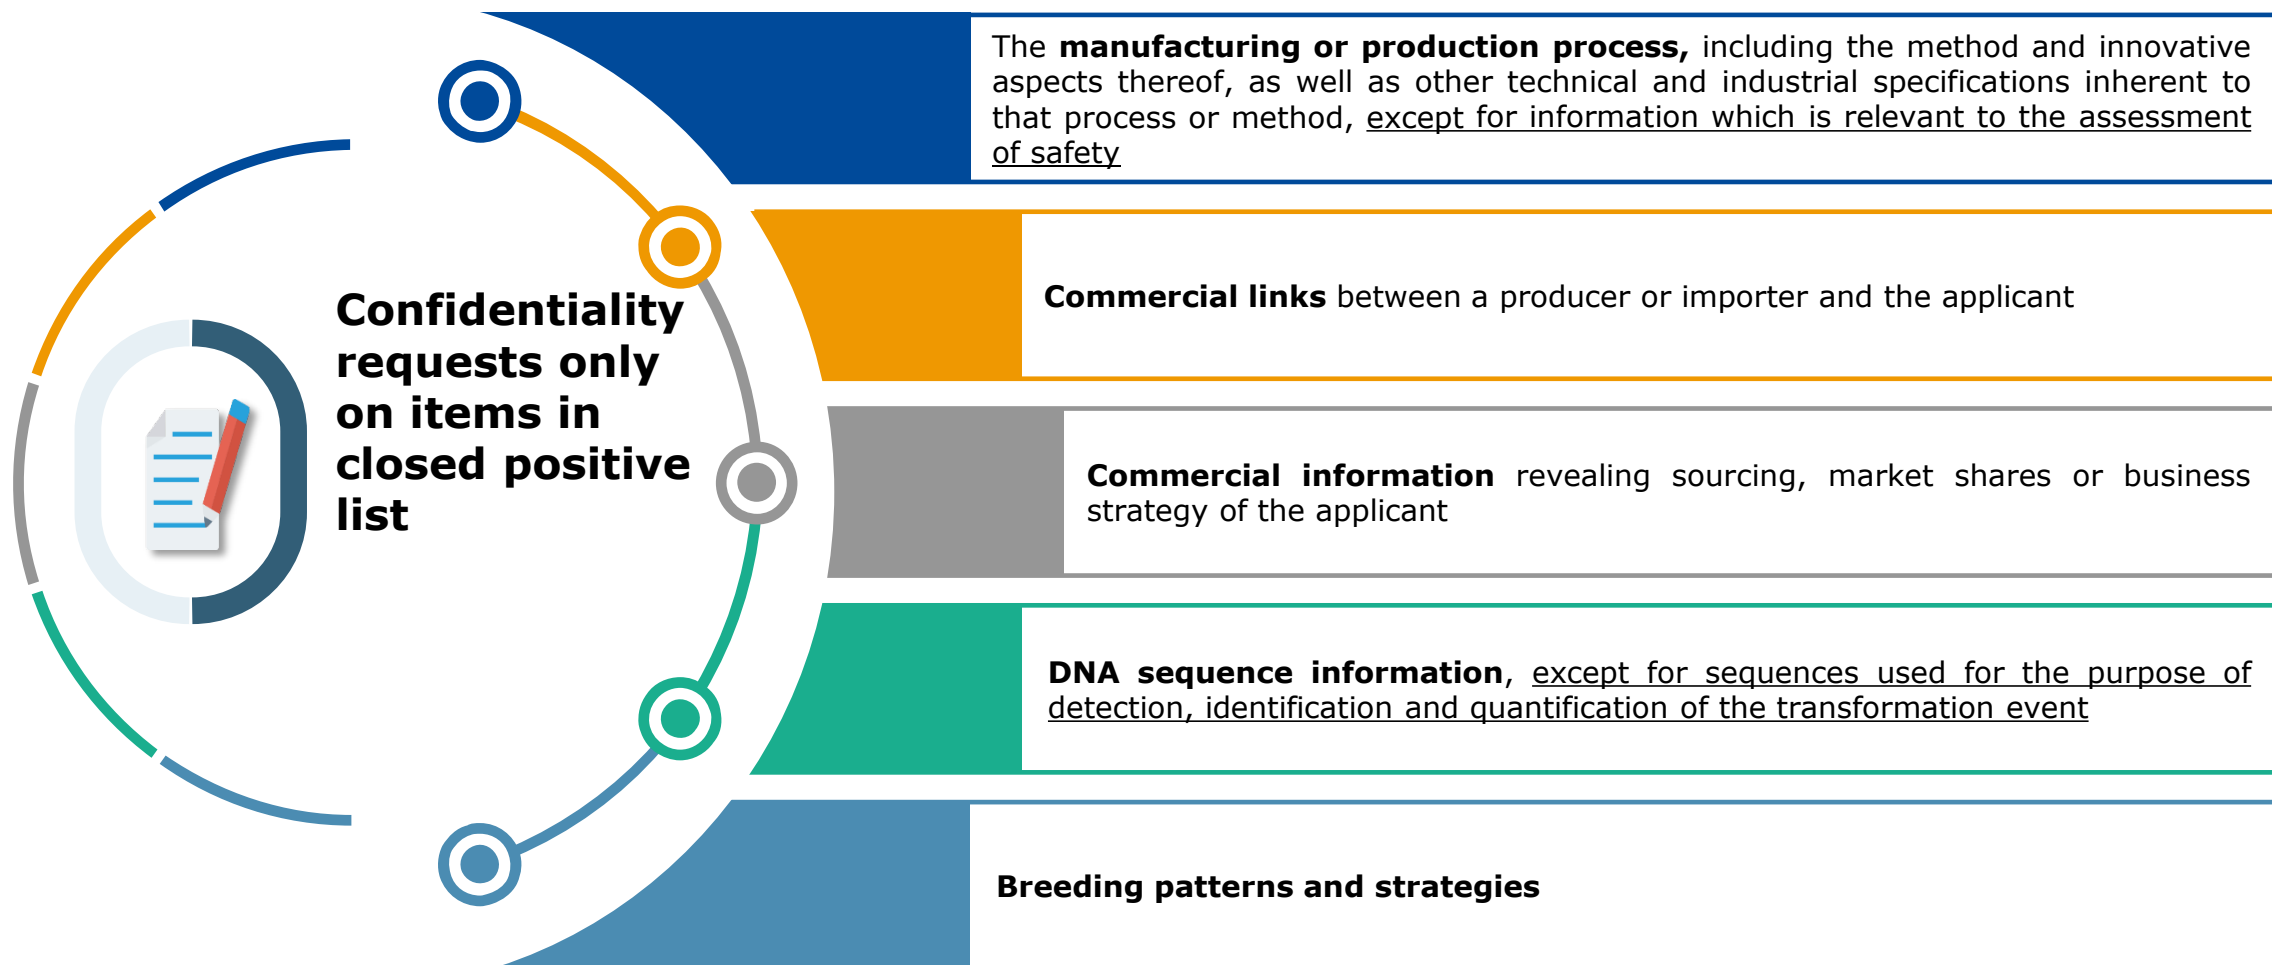 Confidentiality
requests only
on items in
closed positive
list
The manufacturing or production process, including the method and innovative
aspects thereof, as well as other technical and industrial specifications inherent to
that process or method, except for information which is relevant to the assessment
of safety
Commercial links between a producer or importer and the applicant
Commercial information revealing sourcing, market shares or business
strategy of the applicant
DNA sequence information, except for sequences used for the purpose of
detection, identification and quantification of the transformation event
Breeding patterns and strategies